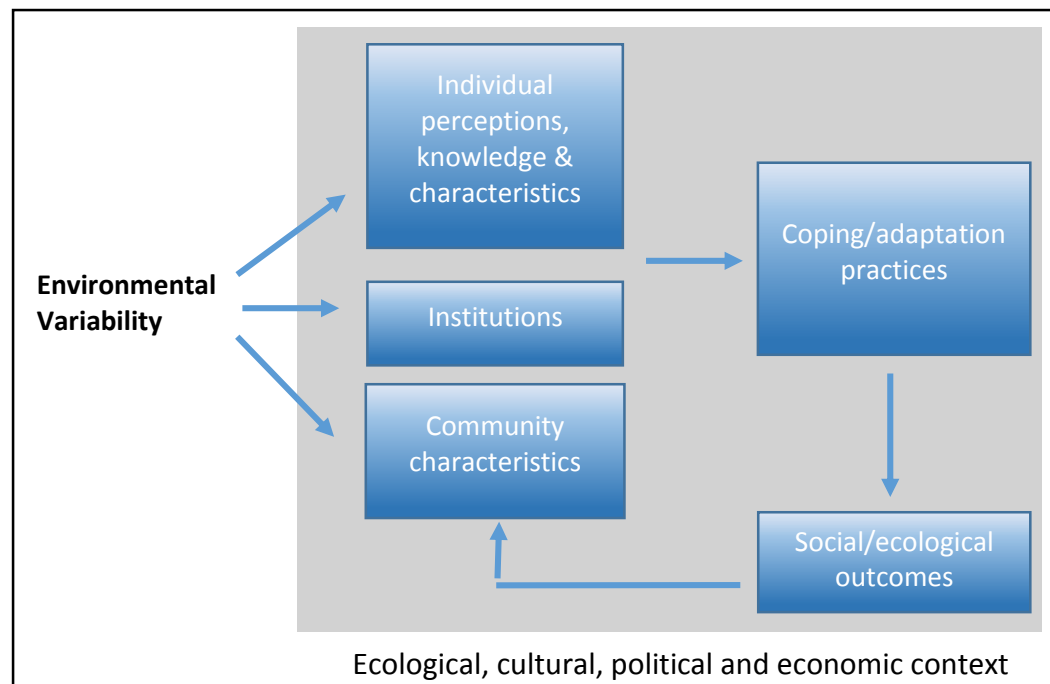 Individual
perceptions,
knowledge &
characteristics
Environmental
Variability
Institutions
Community
characteristics
Coping/adaptation
practices
Social/ecological
outcomes
Ecological, cultural, political and economic context